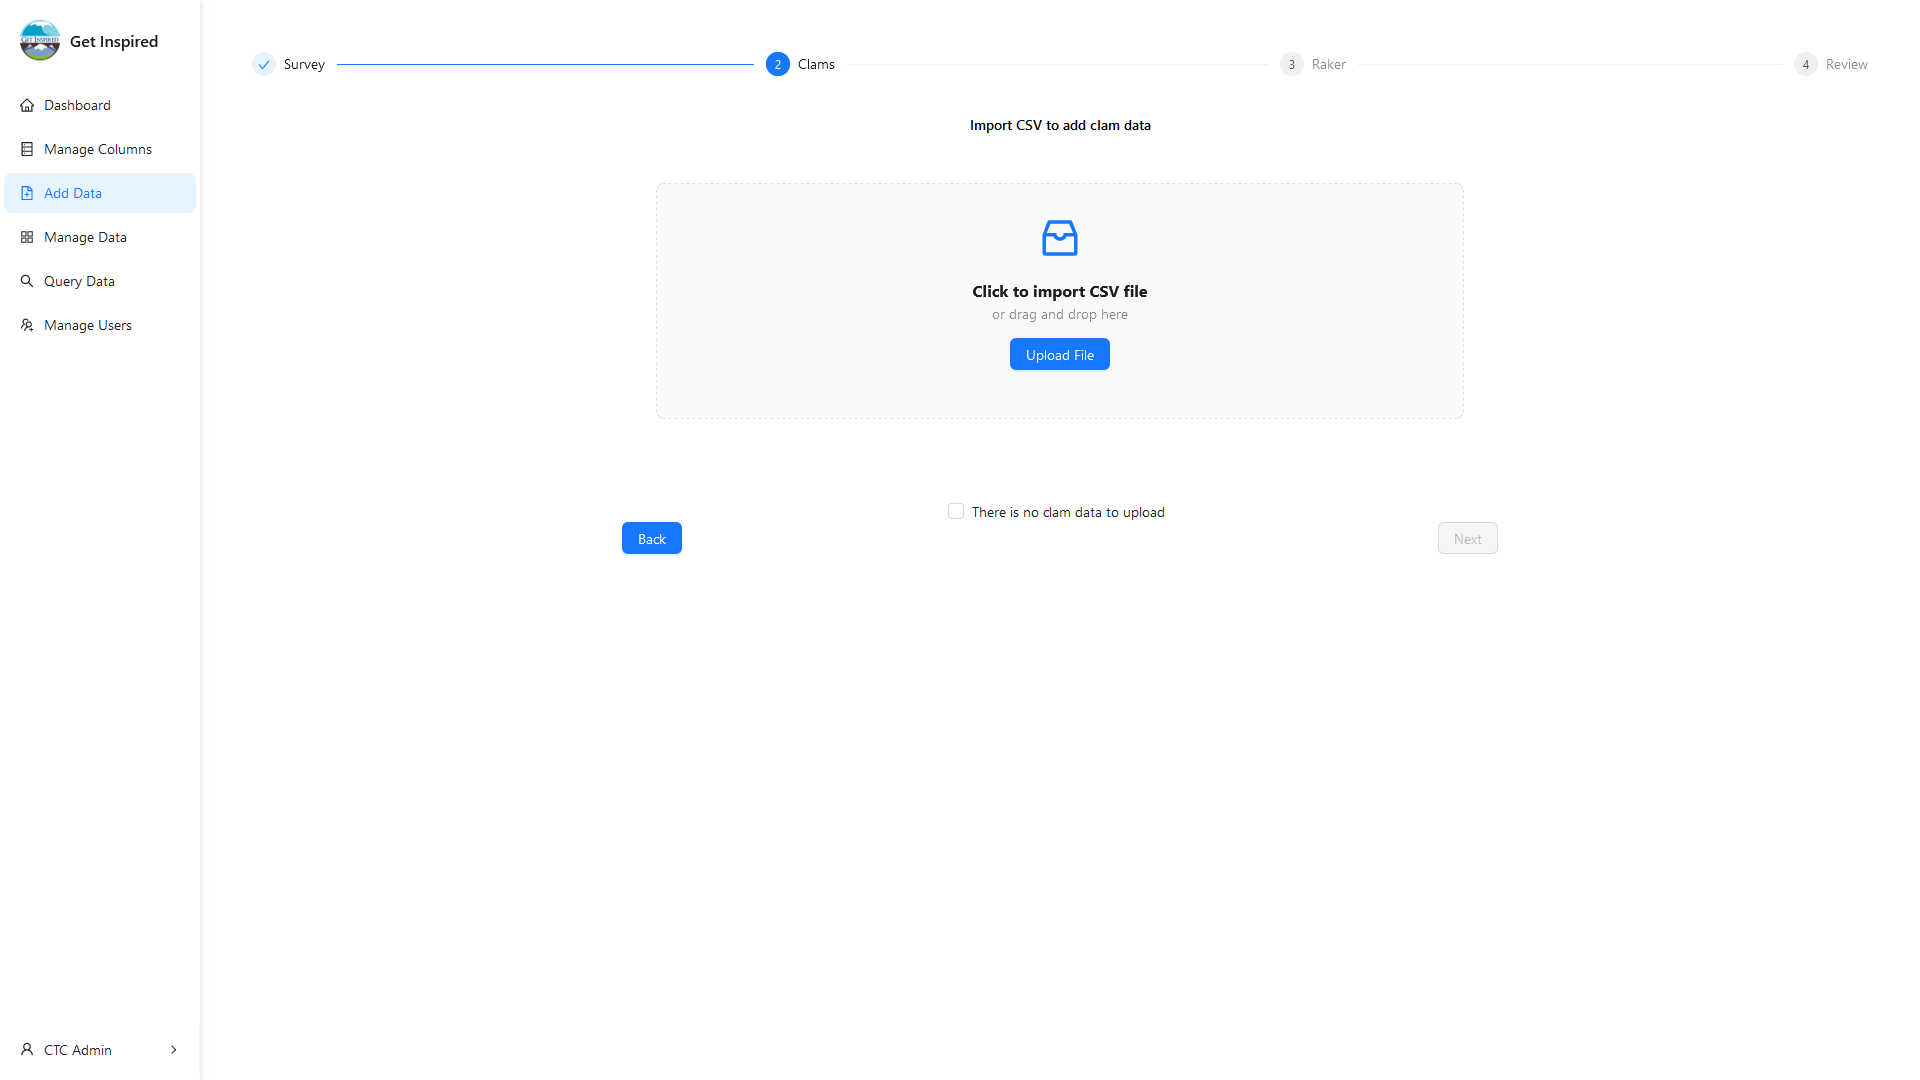 GET INSPIRED
Get Inspired
Dashboard
Manage Columns
Add Data
Manage Data
Query Data
Manage Users
CTC Admin
Survey
2 Clams
3 Raker
4 Review
Import CSV to add clam data
Click to import CSV file
or drag and drop here
Upload File
There is no clam data to upload
Back
Next